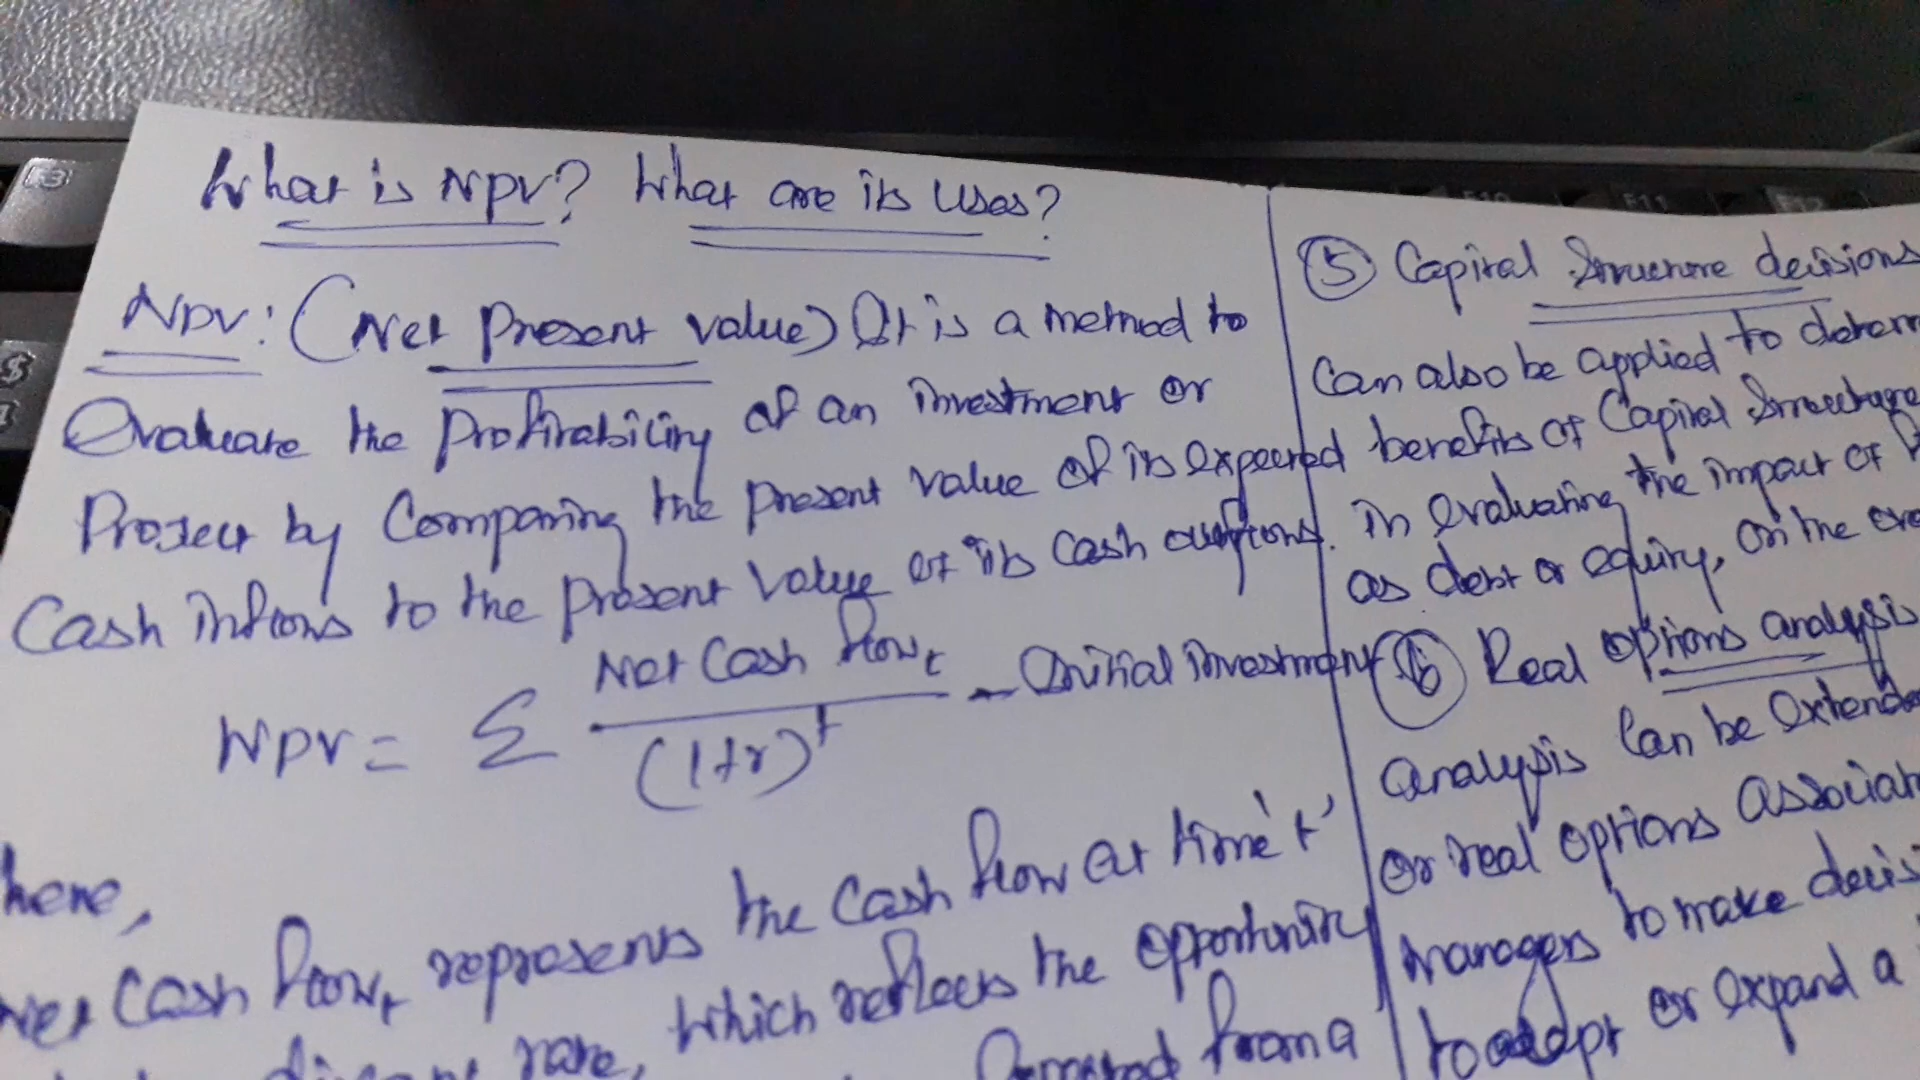 What is NPV? What are its Uses?
NPV: (Net Present value) It is a method to
Evaluate the Profitability of an investment or
Project by Comparing the present value of its expected
Cash inflows to the present value of its cash outflows.
NPV = Σ Net Cash flow t / (1+r)^t - Initial investment
here,
Net Cash flow t represents the cash flow at time 't'
rate, which reflects the opportunity
from a
⑤ Capital Structure decisions
Can also be applied to
benefits of Capital Structure
in evaluating the impact of
as debt or equity, on the
⑥ Real options analysis
analysis Can be
or real options
managers to make
to or expand a
F3
$
F10
F11
F12